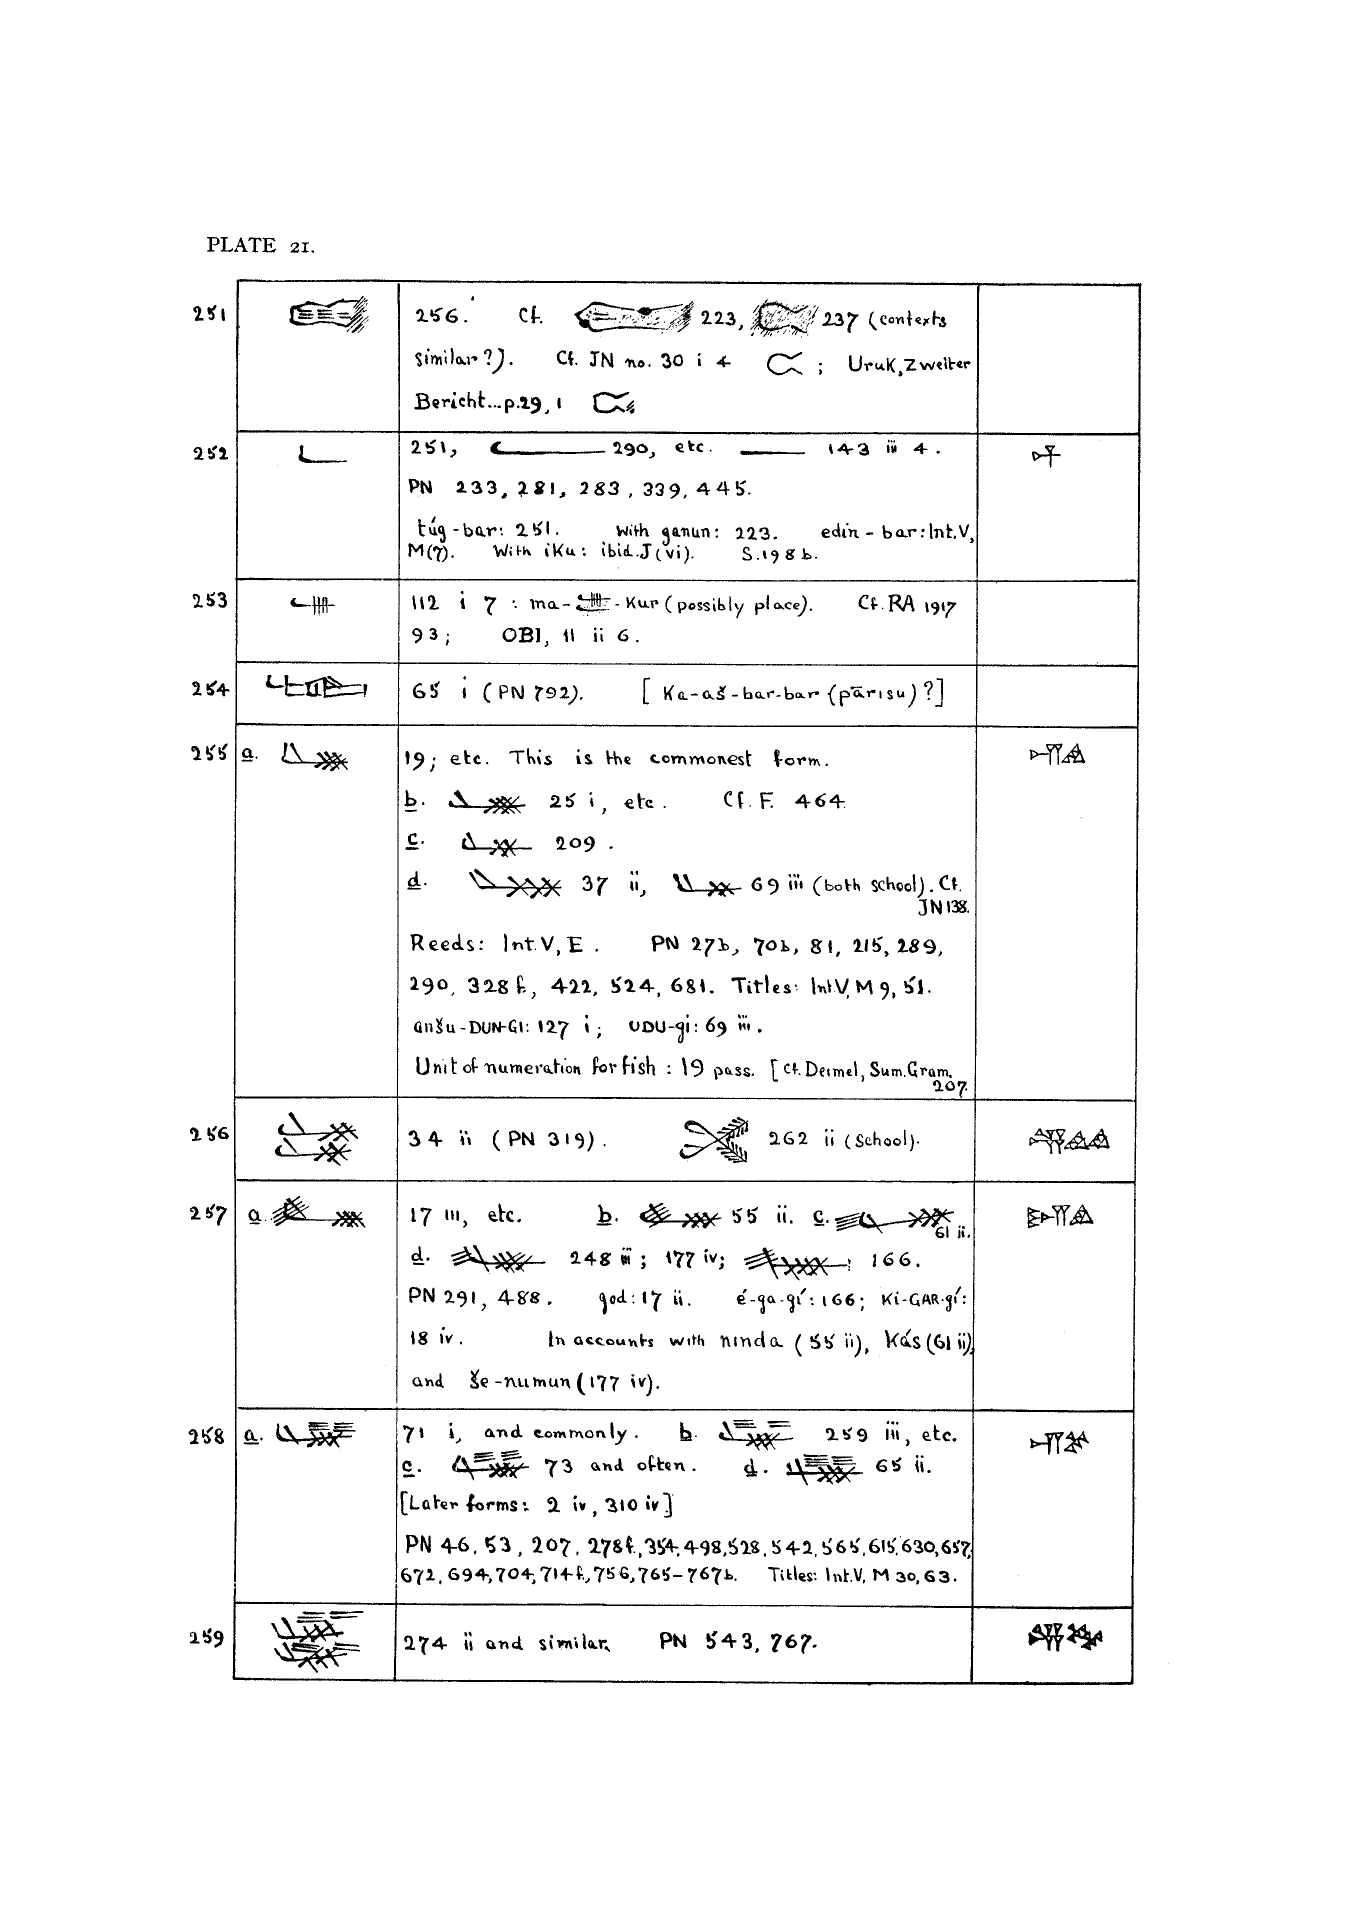 PLATE 21.
251 256. Cf. 223, 237 (contexts
similar?). Cf. JN no. 30 i 4 ; Uruk, Zweiter
Bericht... p.29, 1
252 251, 290, etc. 143 iii 4.
PN 233, 281, 283, 339, 445.
túg-bar: 251. With ganun: 223. edin-bar: Int.V,
M(7). With iku: ibid. J(vi). S.198b.
253 112 i 7 : ma- -kur (possibly place). Cf. RA 1917
93; OBI, 11 ii 6.
254 65 i (PN 792). [Ka-aš-bar-bar (pārisu)?]
255 a. 19; etc. This is the commonest form.
b. 25 i, etc. Cf. F. 464
c. 209.
d. 37 ii, 69 iii (both school). Cf.
JN 138.
Reeds: Int.V, E. PN 27b, 70b, 81, 215, 289,
290, 328f., 422, 524, 681. Titles: Int.V, M 9, 51.
anšu-DUN-GI: 127 i; UDU-gi: 69 iii.
Unit of numeration for fish: 19 pass. [Cf. Deimel, Sum. Gram.
207.
256 34 ii (PN 319). 262 ii (School).
257 a 17 III, etc. b. 55 ii. c.
61 ii.
d. 248 iii; 177 iv; 166.
PN 291, 488. god: 17 ii. é-ga-gí: 166; Ki-GAR-gí:
18 iv. In accounts with ninda (55 ii), Kás (61 ii),
and še-numun (177 iv).
258 a. 71 i, and commonly. b. 259 iii, etc.
c. 73 and often. d. 65 ii.
[Later forms: 2 iv, 310 iv]
PN 46, 53, 207, 278f., 354, 498, 528, 542, 565, 615, 630, 657,
672, 694, 704, 714f., 756, 765-767b. Titles: Int.V, M 30, 63.
259 274 ii and similar. PN 543, 767.